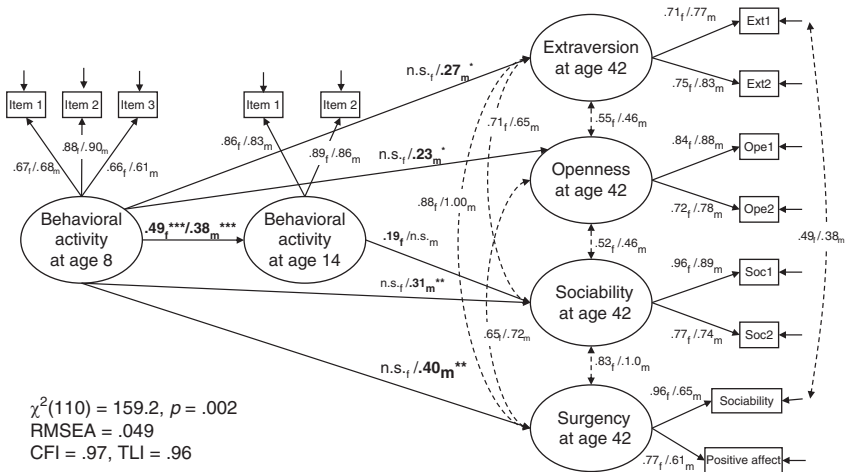 .71f/.77m
Ext1
Extraversion
at age 42
n.s.f/.27m*
.75f/.83m
Ext2
Item 1
Item 2
Item 3
Item 1
Item 2
.71f/.65m
.55f/.46m
.86f/.83m
.88f/.90m
.67f/.68m
.66f/.61m
.89f/.86m
n.s.f/.23m*
.84f/.88m
Ope1
Openness
at age 42
.88f/1.00m
.72f/.78m
Ope2
Behavioral
activity
at age 8
.49f***/.38m***
Behavioral
activity
at age 14
.19f/n.s.m
.52f/.46m
.49f/.38m
.96f/.89m
Soc1
n.s.f/.31m**
Sociability
at age 42
.77f/.74m
Soc2
.65f/.72m
.83f/1.0m
n.s.f/.40m**
.96f/.65m
Sociability
Surgency
at age 42
.77f/.61m
Positive affect
χ2(110) = 159.2, p = .002
RMSEA = .049
CFI = .97, TLI = .96